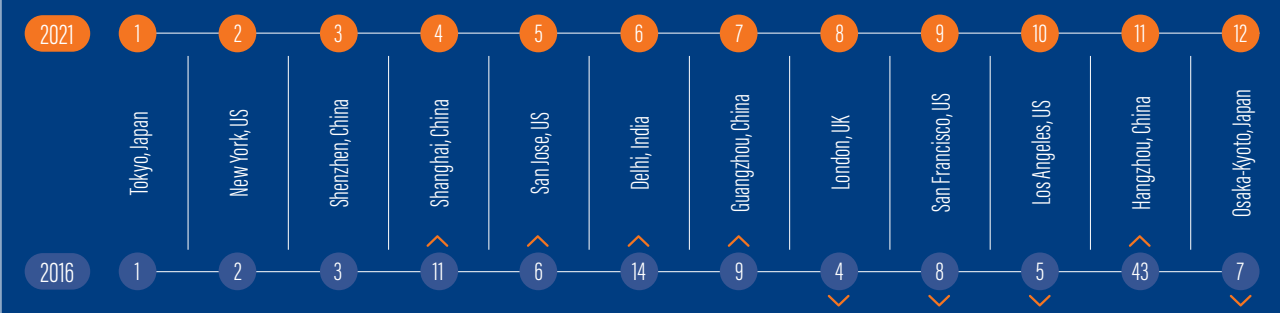 2021 1 2 3 4 5 6 7 8 9 10 11 12
Tokyo, Japan
New York, US
Shenzhen, China
Shanghai, China
San Jose, US
Delhi, India
Guangzhou, China
London, UK
San Francisco, US
Los Angeles, US
Hangzhou, China
Osaka-Kyoto, Japan
2016 1 2 3 11 6 14 9 4 8 5 43 7